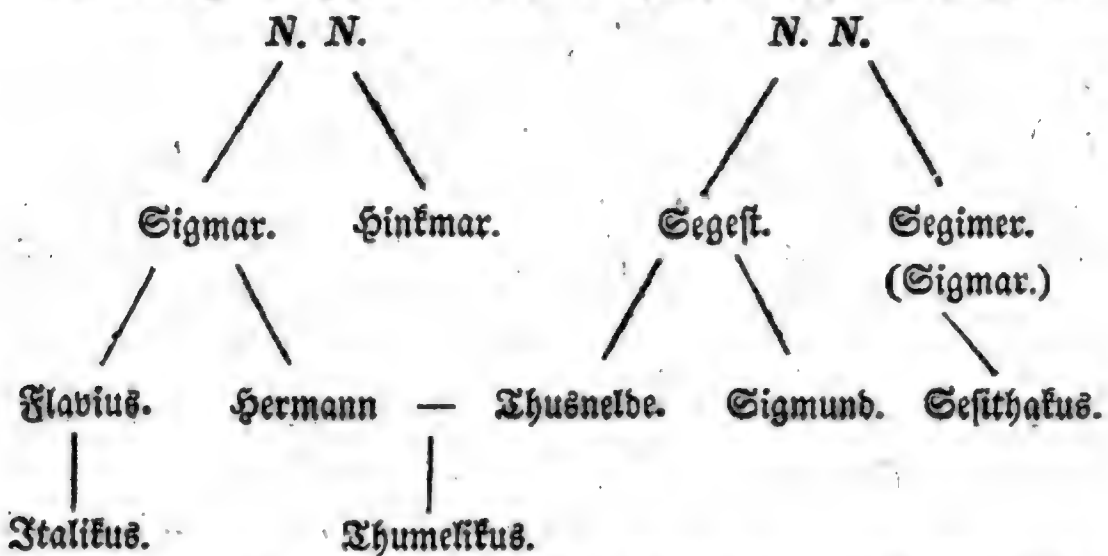 N. N. N. N.
Sigmar. Hinkmar. Segest. Segimer.
(Sigmar.)
Flavius. Hermann — Thusnelde. Sigmund. Sesithakus.
Italikus. Thumelikus.